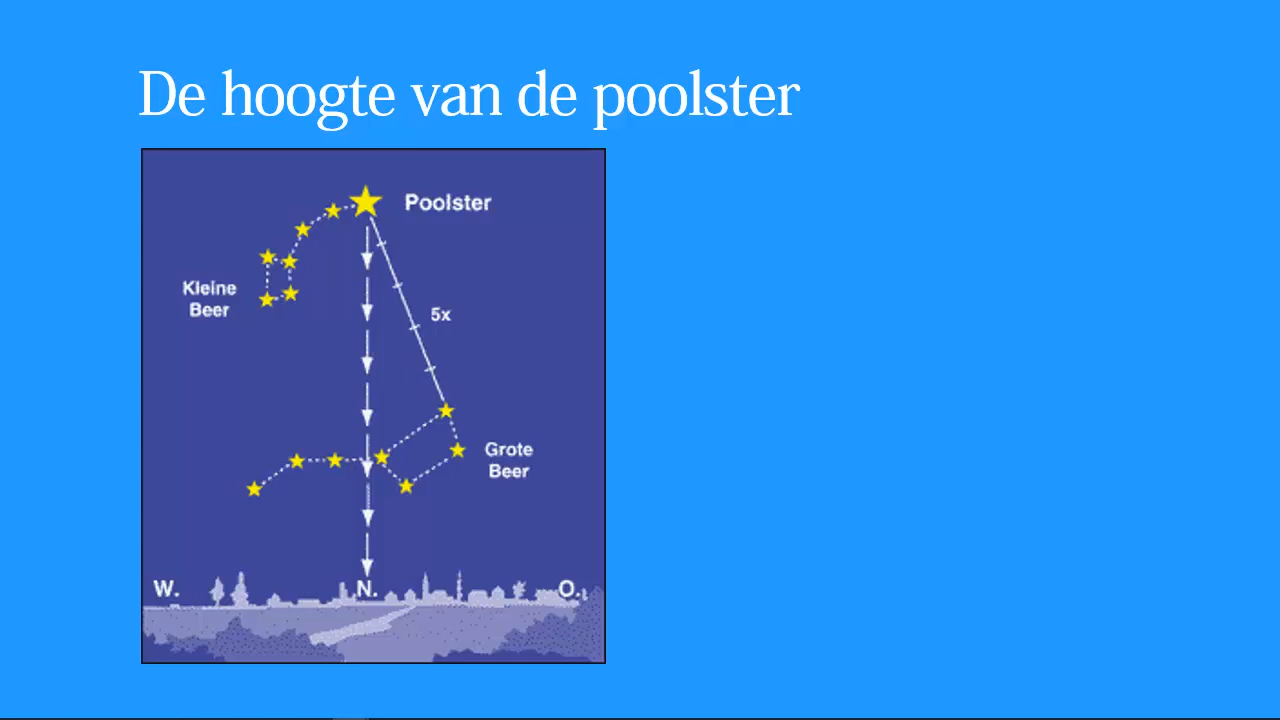 De hoogte van de poolster
Poolster
Kleine
Beer
5x
Grote
Beer
W.
N.
O.